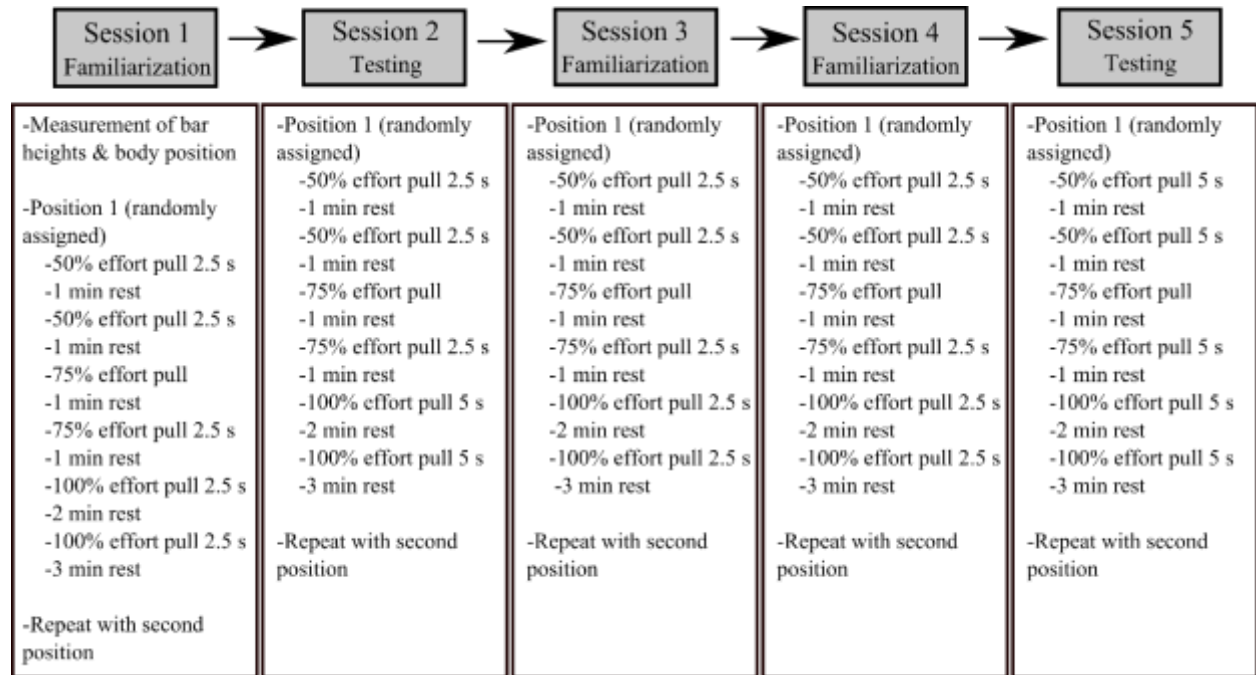 Session 1
Familiarization
Session 2
Testing
Session 3
Familiarization
Session 4
Familiarization
Session 5
Testing
-Measurement of bar
heights & body position
-Position 1 (randomly
assigned)
-50% effort pull 2.5 s
-1 min rest
-50% effort pull 2.5 s
-1 min rest
-75% effort pull
-1 min rest
-75% effort pull 2.5 s
-1 min rest
-100% effort pull 2.5 s
-2 min rest
-100% effort pull 2.5 s
-3 min rest
-Repeat with second
position
-Position 1 (randomly
assigned)
-50% effort pull 2.5 s
-1 min rest
-50% effort pull 2.5 s
-1 min rest
-75% effort pull
-1 min rest
-75% effort pull 2.5 s
-1 min rest
-100% effort pull 5 s
-2 min rest
-100% effort pull 5 s
-3 min rest
-Repeat with second
position
-Position 1 (randomly
assigned)
-50% effort pull 2.5 s
-1 min rest
-50% effort pull 2.5 s
-1 min rest
-75% effort pull
-1 min rest
-75% effort pull 2.5 s
-1 min rest
-100% effort pull 2.5 s
-2 min rest
-100% effort pull 2.5 s
-3 min rest
-Repeat with second
position
-Position 1 (randomly
assigned)
-50% effort pull 2.5 s
-1 min rest
-50% effort pull 2.5 s
-1 min rest
-75% effort pull
-1 min rest
-75% effort pull 2.5 s
-1 min rest
-100% effort pull 2.5 s
-2 min rest
-100% effort pull 2.5 s
-3 min rest
-Repeat with second
position
-Position 1 (randomly
assigned)
-50% effort pull 5 s
-1 min rest
-50% effort pull 5 s
-1 min rest
-75% effort pull
-1 min rest
-75% effort pull 5 s
-1 min rest
-100% effort pull 5 s
-2 min rest
-100% effort pull 5 s
-3 min rest
-Repeat with second
position